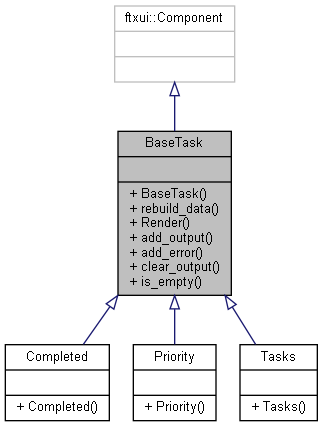 ftxui::Component
BaseTask
+ BaseTask()
+ rebuild_data()
+ Render()
+ add_output()
+ add_error()
+ clear_output()
+ is_empty()
Completed
+ Completed()
Priority
+ Priority()
Tasks
+ Tasks()